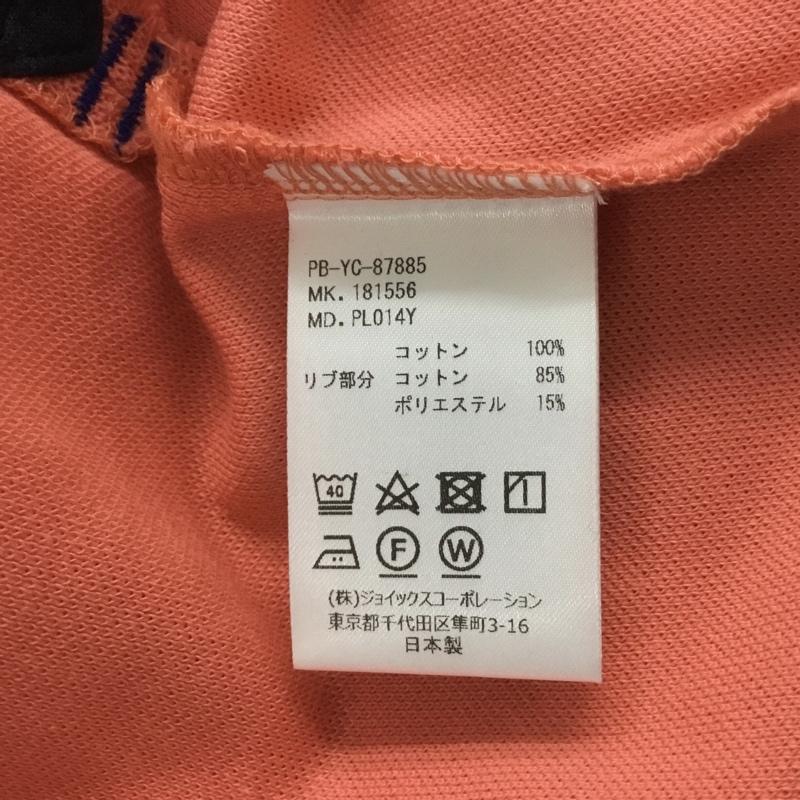 PB-YC-87885
MK. 181556
MD. PL014Y
コットン 100%
リブ部分 コットン 85%
ポリエステル 15%
40
F W
(株)ジョイックスコーポレーション
東京都千代田区隼町3-16
日本製